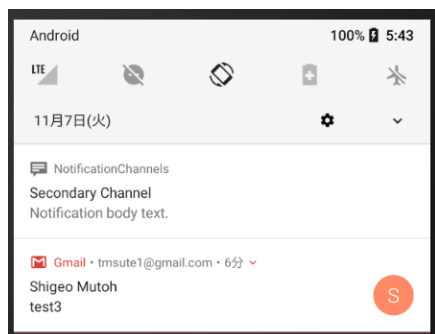 Android 100% 5:43
LTE
11月7日(火)
NotificationChannels
Secondary Channel
Notification body text.
Gmail • tmsute1@gmail.com • 6分
Shigeo Mutoh
test3
S